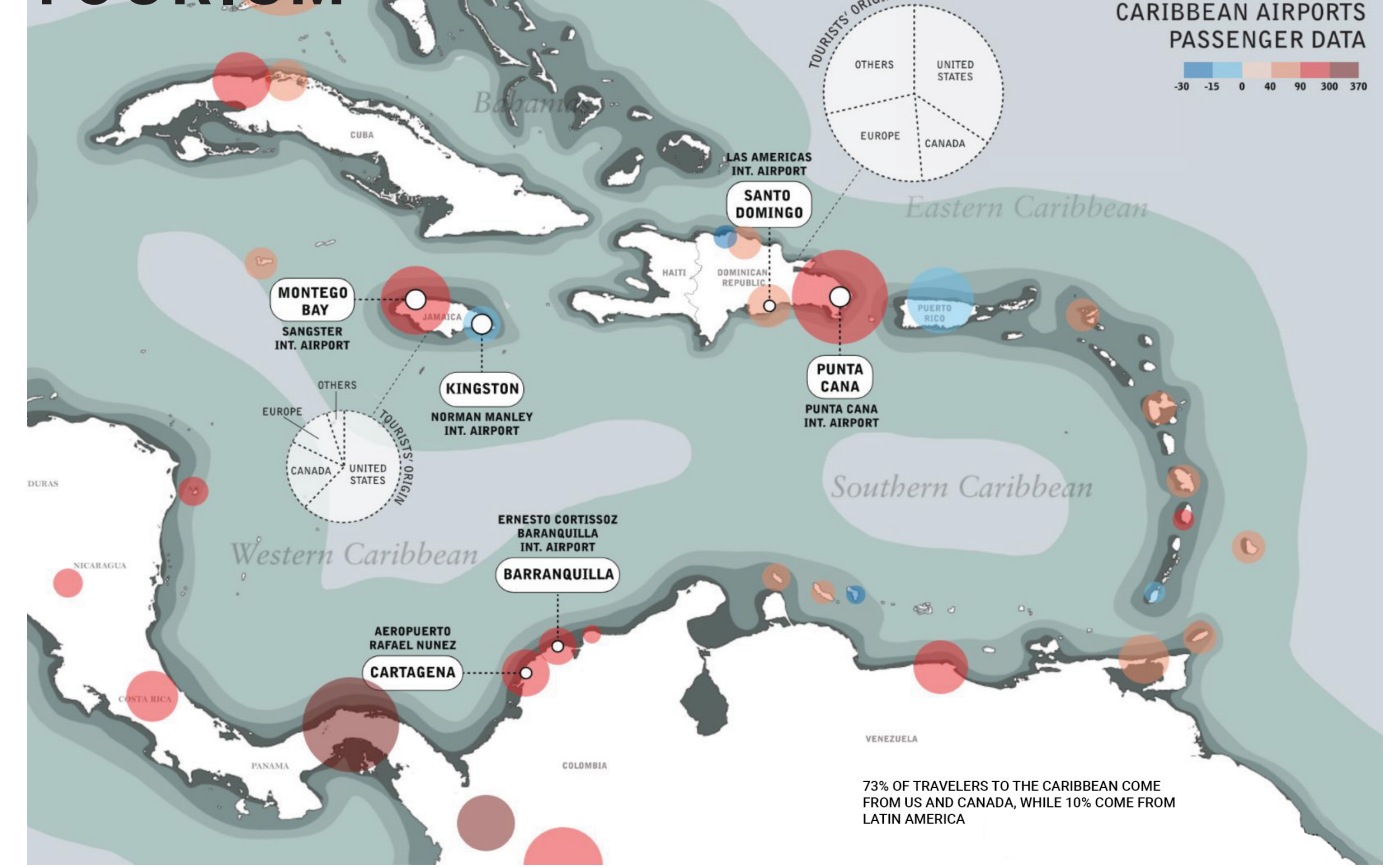 TOURISM
CARIBBEAN AIRPORTS
PASSENGER DATA
-30 -15 0 40 90 300 370
TOURISTS' ORIGIN
OTHERS
UNITED
STATES
EUROPE
CANADA
Bahamas
CUBA
LAS AMERICAS
INT. AIRPORT
SANTO
DOMINGO
Eastern Caribbean
HAITI
DOMINICAN
REPUBLIC
MONTEGO
BAY
SANGSTER
INT. AIRPORT
JAMAICA
PUERTO
RICO
KINGSTON
NORMAN MANLEY
INT. AIRPORT
PUNTA
CANA
PUNTA CANA
INT. AIRPORT
OTHERS
EUROPE
CANADA
UNITED
STATES
TOURISTS' ORIGIN
DURAS
Southern Caribbean
Western Caribbean
ERNESTO CORTISSOZ
BARANQUILLA
INT. AIRPORT
BARRANQUILLA
NICARAGUA
AEROPUERTO
RAFAEL NUNEZ
CARTAGENA
COSTA RICA
PANAMA
COLOMBIA
VENEZUELA
73% OF TRAVELERS TO THE CARIBBEAN COME
FROM US AND CANADA, WHILE 10% COME FROM
LATIN AMERICA